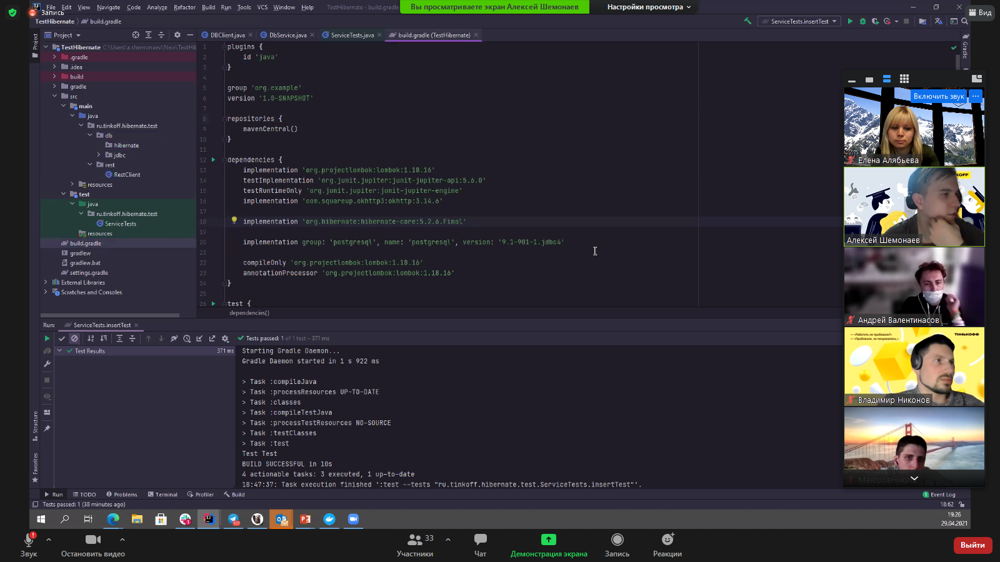 Запись
File Edit View Navigate Code Analyze Refactor Build Run Tools VCS Window Help
TestHibernate - build.gradle
Вы просматриваете экран Алексей Шемонаев
Настройки просмотра
Вид
TestHibernate build.gradle
ServiceTests.insertTest
Project
DBClient.java
DbService.java
ServiceTests.java
build.gradle (TestHibernate)
Project
Gradle
TestHibernate C:\Users\a.shemonaev\New\TestHi
.gradle
.idea
build
gradle
src
main
java
ru.tinkoff.hibernate.test
db
hibernate
jdbc
rest
RestClient
resources
test
java
ru.tinkoff.hibernate.test
ServiceTests
resources
build.gradle
gradlew
gradlew.bat
settings.gradle
External Libraries
Scratches and Consoles
1 plugins {
2 id 'java'
3 }
4
5 group 'org.example'
6 version '1.0-SNAPSHOT'
7
8 repositories {
9 mavenCentral()
10 }
11
12 dependencies {
13 implementation 'org.projectlombok:lombok:1.18.16'
14 testImplementation 'org.junit.jupiter:junit-jupiter-api:5.6.0'
15 testRuntimeOnly 'org.junit.jupiter:junit-jupiter-engine'
16 implementation 'com.squareup.okhttp3:okhttp:3.14.6'
17
18 implementation 'org.hibernate:hibernate-core:5.2.6.Final'
19
20 implementation group: 'postgresql', name: 'postgresql', version: '9.1-901-1.jdbc4'
21
22 compileOnly 'org.projectlombok:lombok:1.18.16'
23 annotationProcessor 'org.projectlombok:lombok:1.18.16'
24 }
25
26 test {
dependencies{}
Включить звук
Елена Алябьева
Алексей Шемонаев
Андрей Валентинасов
— «Работать не пробовали?»
— «Пробовали, не понравилось.»
ТИНЬКОФФ
Владимир Никонов
МаюровНикита
Run: ServiceTests.insertTest
Tests passed: 1 of 1 test – 371 ms
Test Results 371 ms
Starting Gradle Daemon...
Gradle Daemon started in 1 s 922 ms
> Task :compileJava
> Task :processResources UP-TO-DATE
> Task :classes
> Task :compileTestJava
> Task :processTestResources NO-SOURCE
> Task :testClasses
> Task :test
Test Test
BUILD SUCCESSFUL in 10s
4 actionable tasks: 3 executed, 1 up-to-date
18:47:37: Task execution finished ':test --tests "ru.tinkoff.hibernate.test.ServiceTests.insertTest"'.
Structure
Favorites
Run TODO Problems Terminal Profiler Build
1 Event Log
Tests passed: 1 (38 minutes ago)
18:62
19:26
29.04.2021
Звук
Остановить видео
33
Участники
Чат
Демонстрация экрана
Запись
Реакции
Выйти